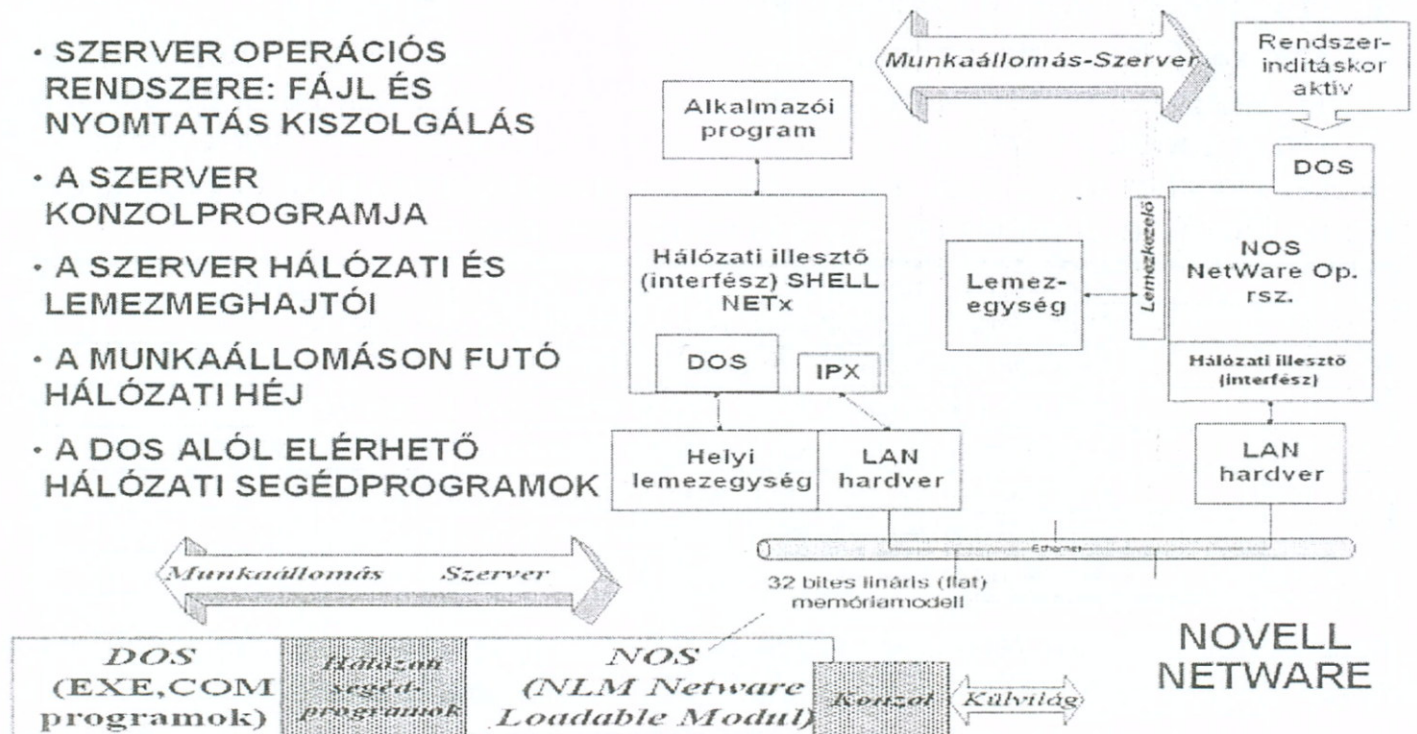 • SZERVER OPERÁCIÓS
RENDSZERE: FÁJL ÉS
NYOMTATÁS KISZOLGÁLÁS
• A SZERVER
KONZOLPROGRAMJA
• A SZERVER HÁLÓZATI ÉS
LEMEZMEGHAJTÓI
• A MUNKAÁLLOMÁSON FUTÓ
HÁLÓZATI HÉJ
• A DOS ALÓL ELÉRHETŐ
HÁLÓZATI SEGÉDPROGRAMOK
Munkaállomás-Szerver
Rendszer-
indításkor
aktív
Alkalmazói
program
DOS
Hálózati illesztő
(interfész) SHELL
NETx
DOS
IPX
Lemez-
egység
Lemezkezelő
NOS
NetWare Op.
rsz.
Hálózati illesztő
(interfész)
Helyi
lemezegység
LAN
hardver
LAN
hardver
Ethernet
Munkaállomás Szerver
32 bites lináris (flat)
memóriamodell
DOS
(EXE,COM
programok)
Hálózati
segéd-
programok
NOS
(NLM Netware
Loadable Modul)
Konzol
Külvilág
NOVELL
NETWARE